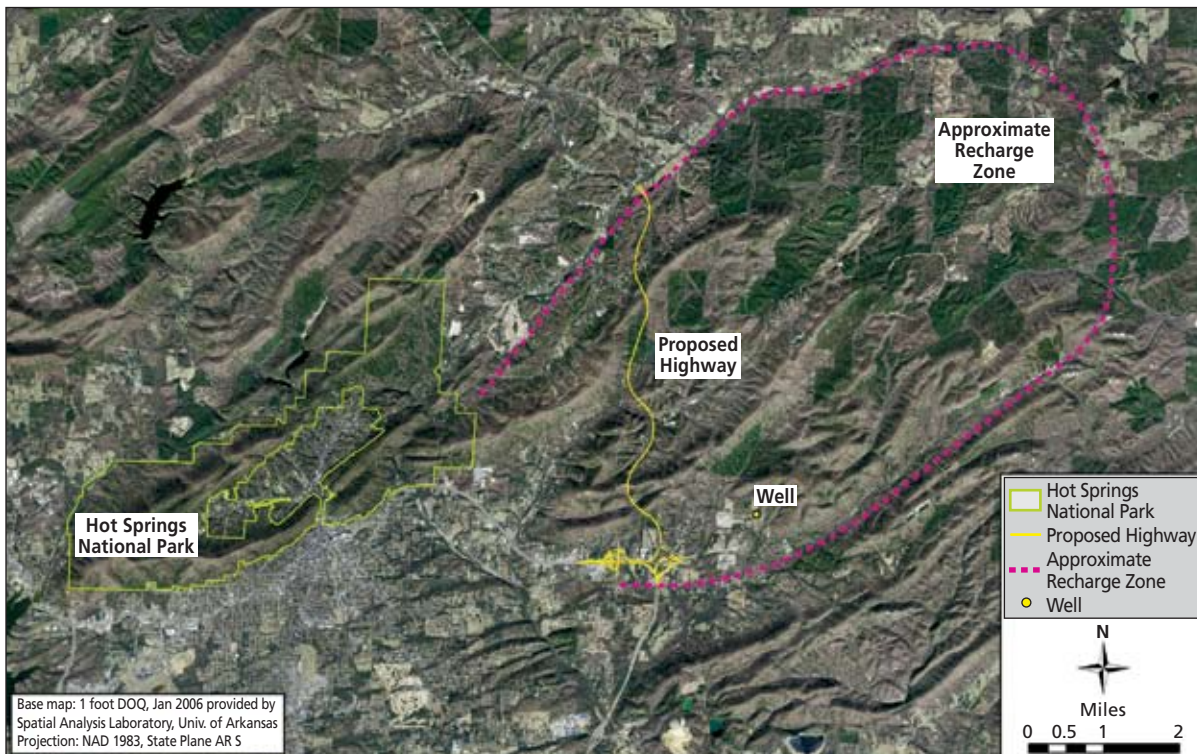 Approximate
Recharge
Zone
Proposed
Highway
Well
Hot Springs
National Park
Hot Springs
National Park
Proposed Highway
Approximate
Recharge Zone
Well
N
Miles
0 0.5 1 2
Base map: 1 foot DOQ, Jan 2006 provided by
Spatial Analysis Laboratory, Univ. of Arkansas
Projection: NAD 1983, State Plane AR S